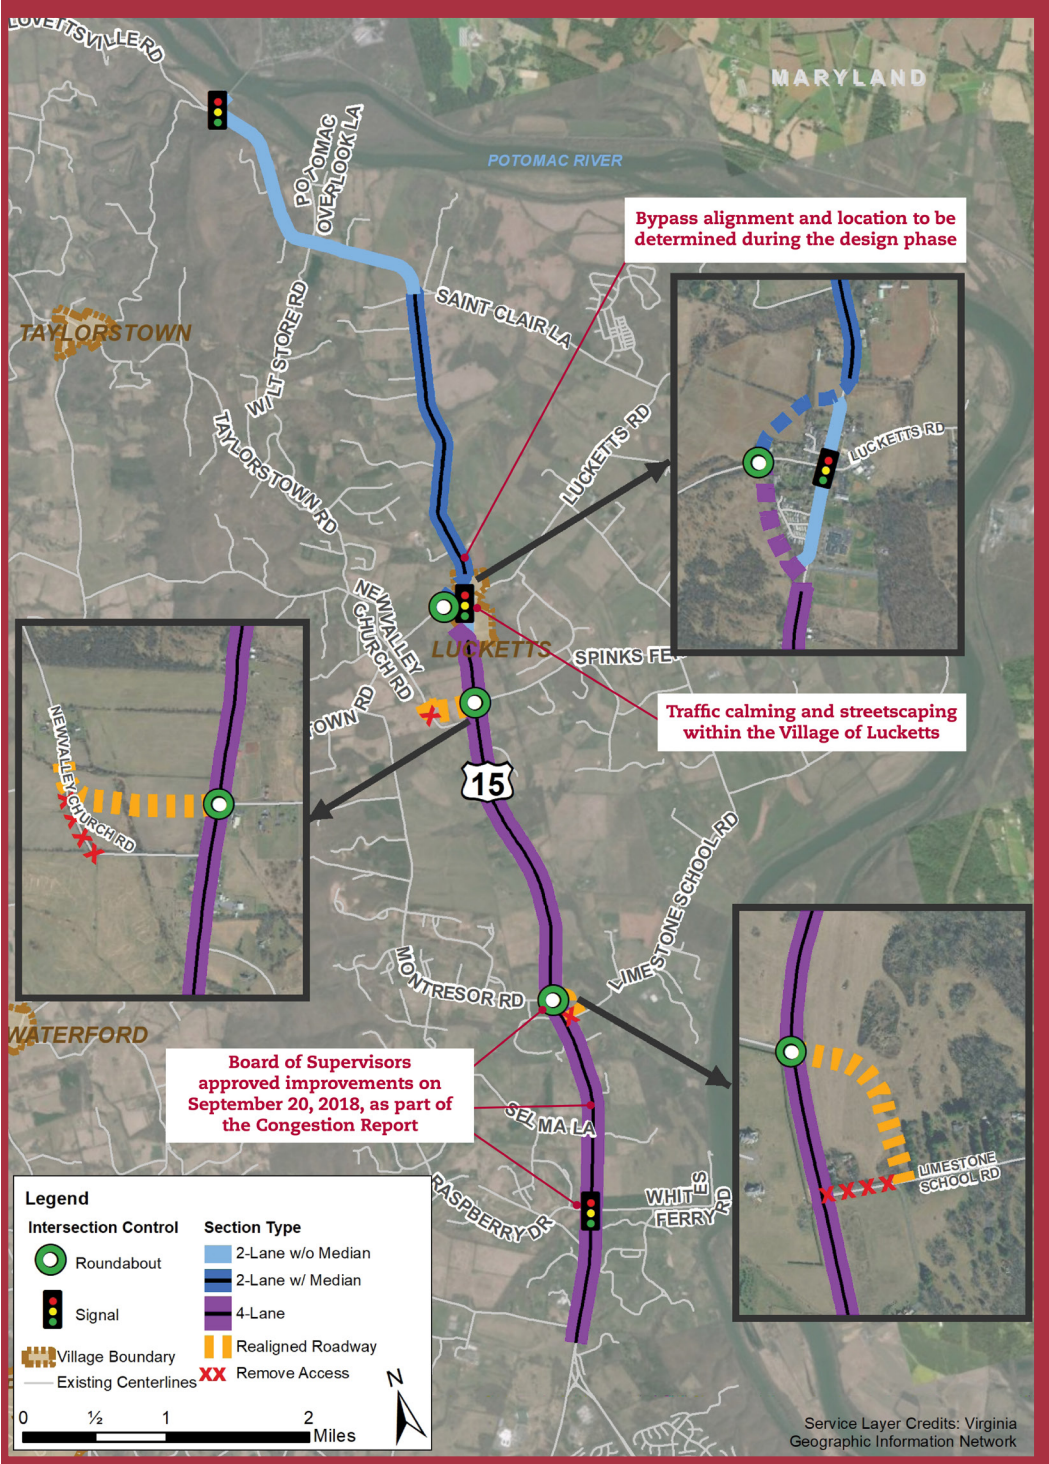 LOVETTSVILLE RD
MARYLAND
POTOMAC
OVERLOOK LA
POTOMAC RIVER
Bypass alignment and location to be
determined during the design phase
SAINT CLAIR LA
TAYLORSTOWN
WILT STORE RD
LUCKETTS RD
TAYLORSTOWN RD
LUCKETTS RD
NEWVALLEY
CHURCH RD
LUCKETTS
SPINKS FE
TOWN RD
Traffic calming and streetscaping
within the Village of Lucketts
15
NEWVALLEY CHURCH RD
LIMESTONE SCHOOL RD
MONTRESOR RD
WATERFORD
Board of Supervisors
approved improvements on
September 20, 2018, as part of
the Congestion Report
SELMA LA
RASPBERRY DR
WHITES
FERRY RD
LIMESTONE
SCHOOL RD
Legend
Intersection Control
Roundabout
Signal
Village Boundary
Existing Centerlines
Section Type
2-Lane w/o Median
2-Lane w/ Median
4-Lane
Realigned Roadway
XX Remove Access
N
0 ½ 1 2
Miles
Service Layer Credits: Virginia
Geographic Information Network